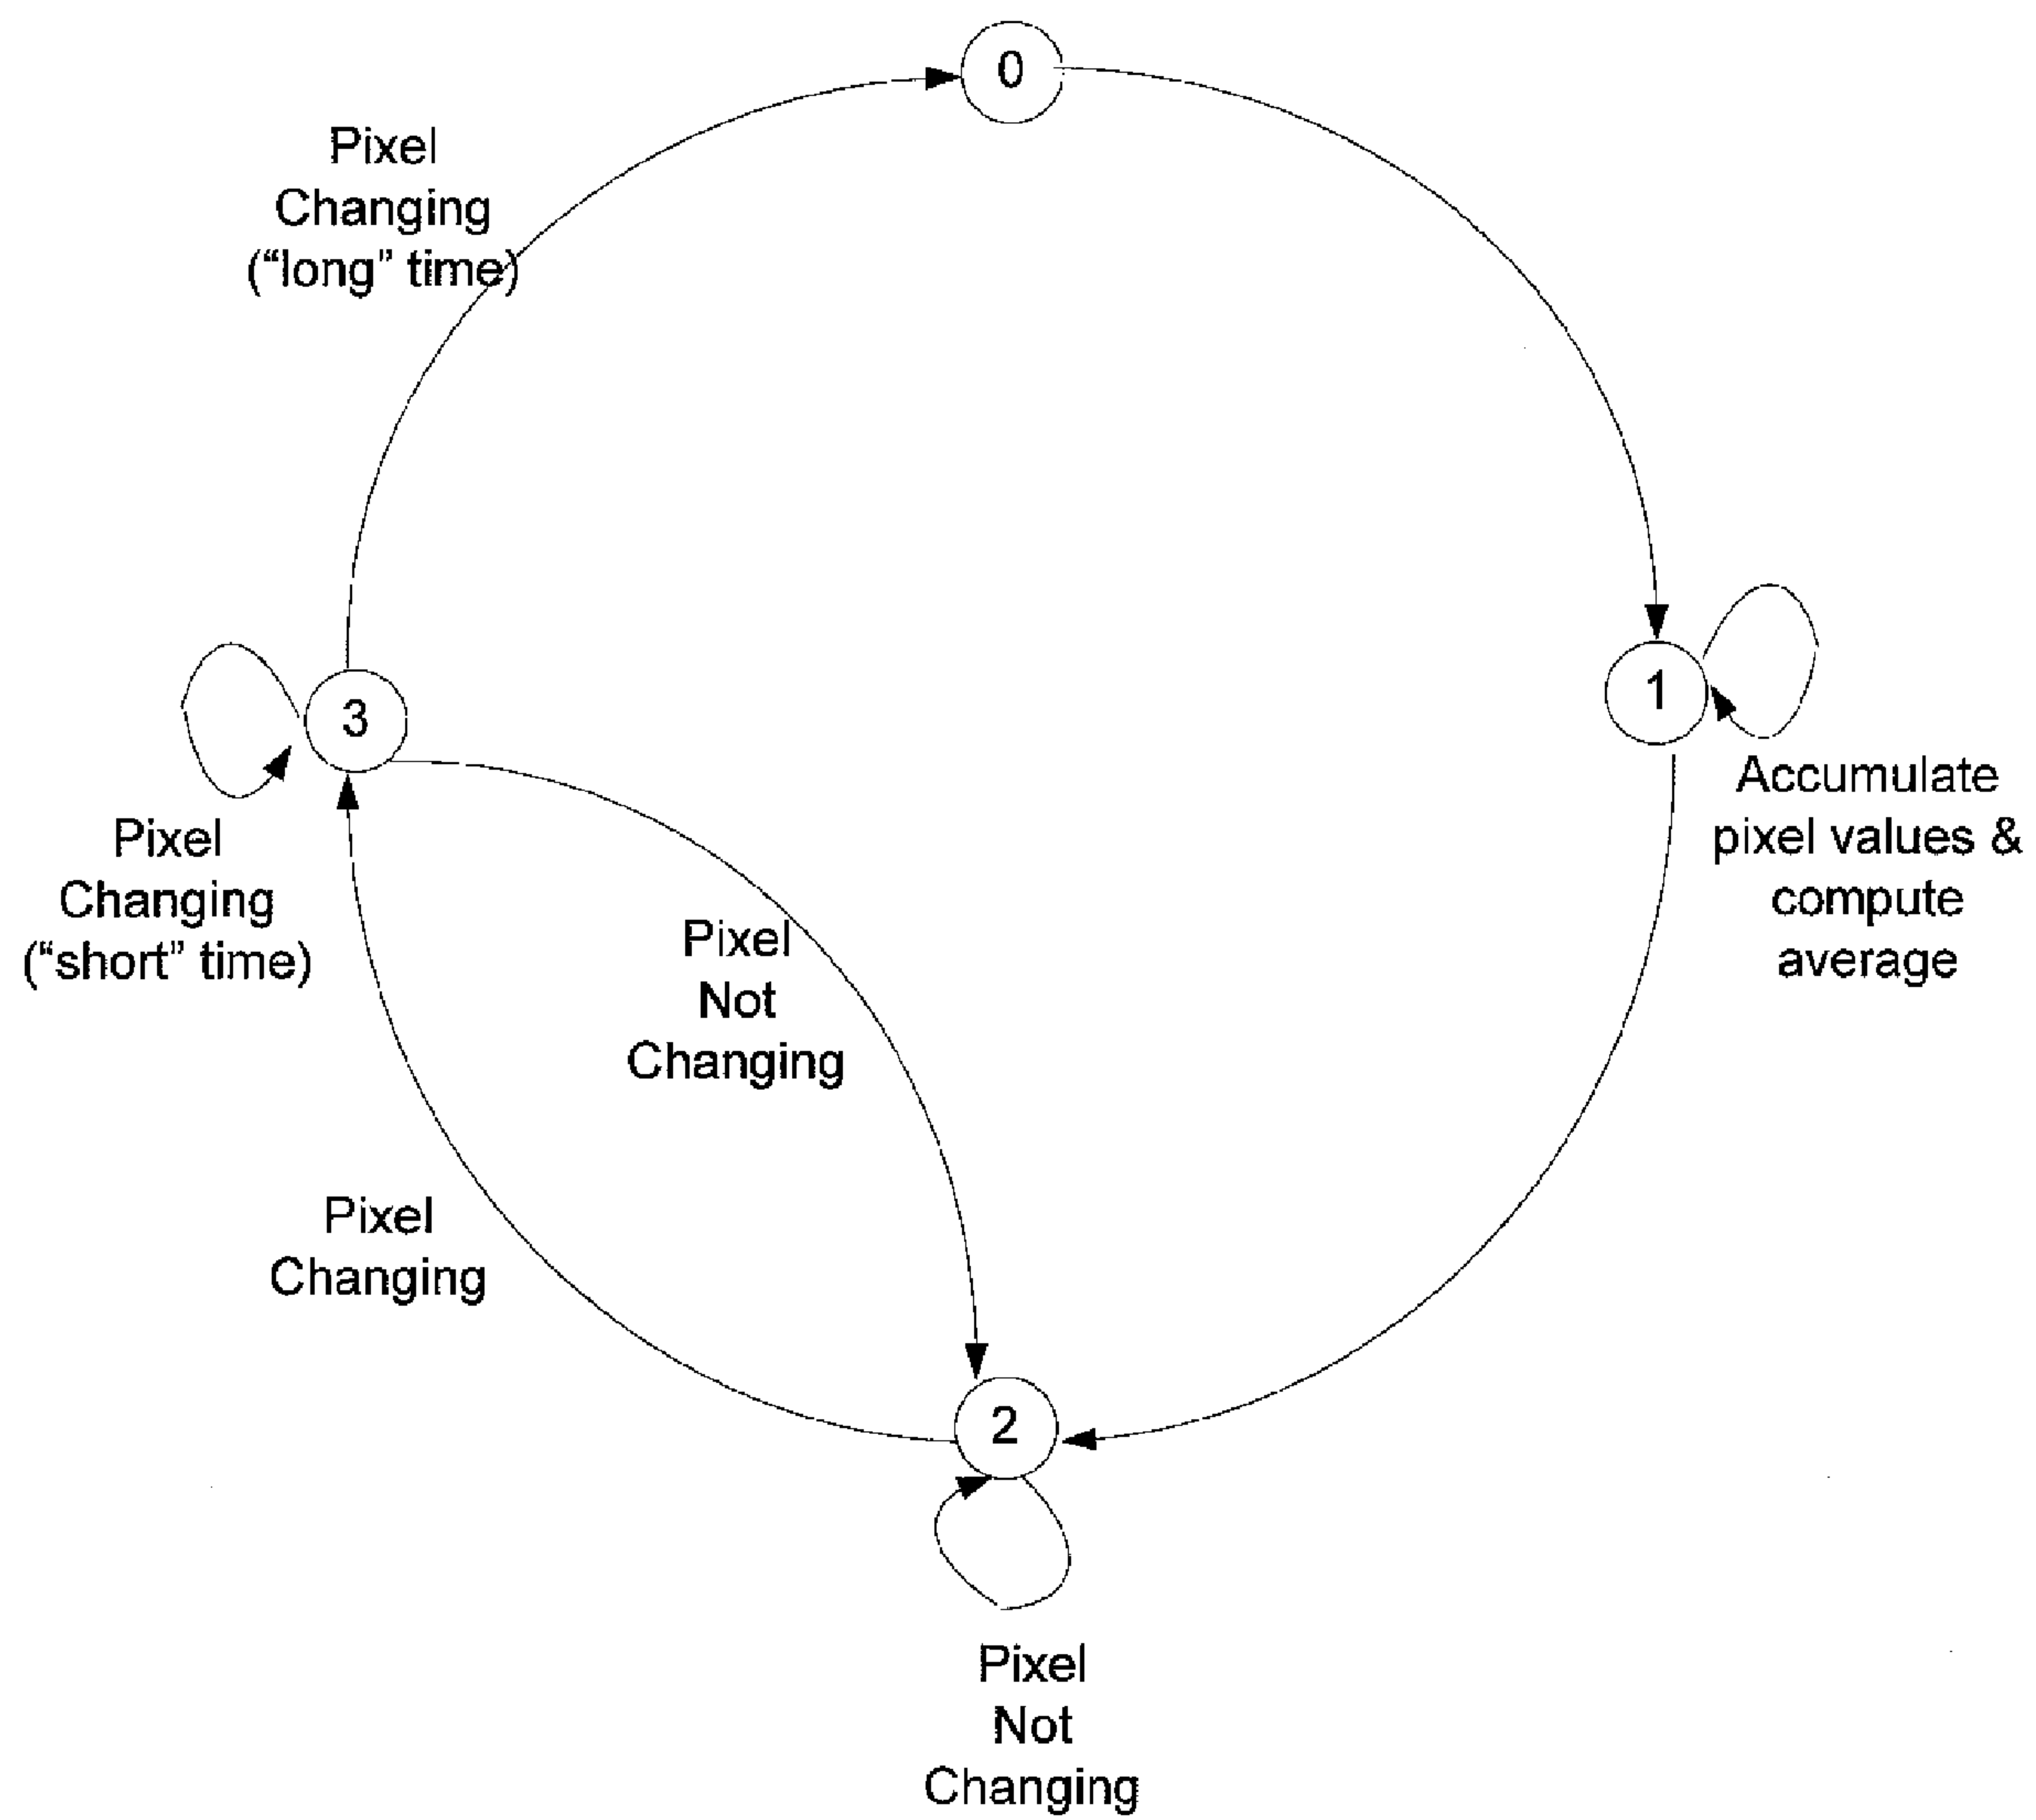 0
Pixel
Changing
(“long” time)
1
Accumulate
pixel values &
compute
average
3
Pixel
Changing
(“short” time)
Pixel
Not
Changing
Pixel
Changing
2
Pixel
Not
Changing